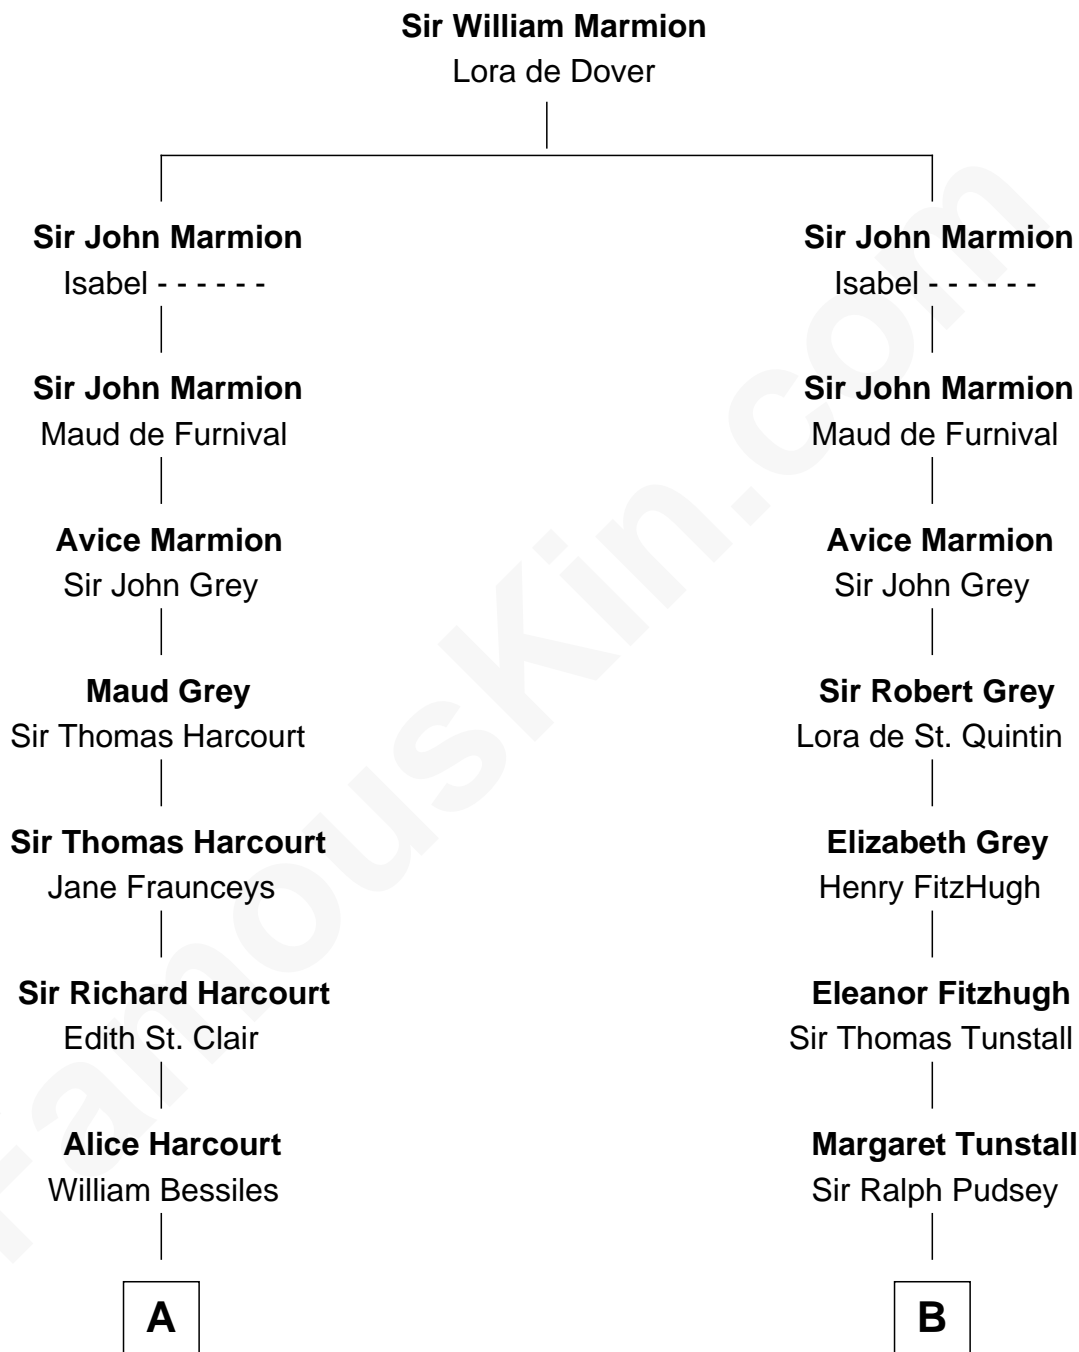 Sir William Marmion
Lora de Dover
Sir John Marmion
Isabel - - - - - -
Sir John Marmion
Maud de Furnival
Avice Marmion
Sir John Grey
Maud Grey
Sir Thomas Harcourt
Sir Thomas Harcourt
Jane Fraunceys
Sir Richard Harcourt
Edith St. Clair
Alice Harcourt
William Bessiles
A
Sir John Marmion
Isabel - - - - - -
Sir John Marmion
Maud de Furnival
Avice Marmion
Sir John Grey
Sir Robert Grey
Lora de St. Quintin
Elizabeth Grey
Henry FitzHugh
Eleanor Fitzhugh
Sir Thomas Tunstall
Margaret Tunstall
Sir Ralph Pudsey
B
FamousKin.com